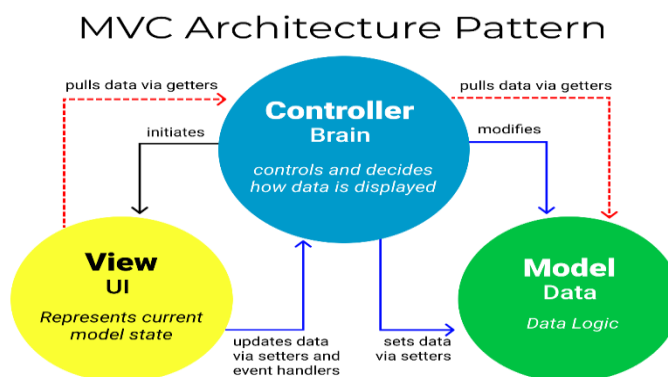 MVC Architecture Pattern
pulls data via getters
pulls data via getters
Controller
Brain
initiates
modifies
controls and decides
how data is displayed
View
UI
Represents current
model state
Model
Data
Data Logic
updates data
via setters and
event handlers
sets data
via setters